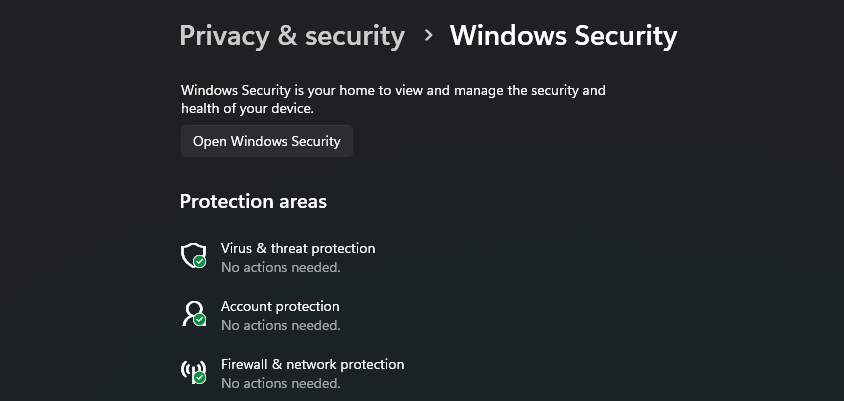 Privacy & security > Windows Security
Windows Security is your home to view and manage the security and
health of your device.
Open Windows Security
Protection areas
Virus & threat protection
No actions needed.
Account protection
No actions needed.
Firewall & network protection
No actions needed.